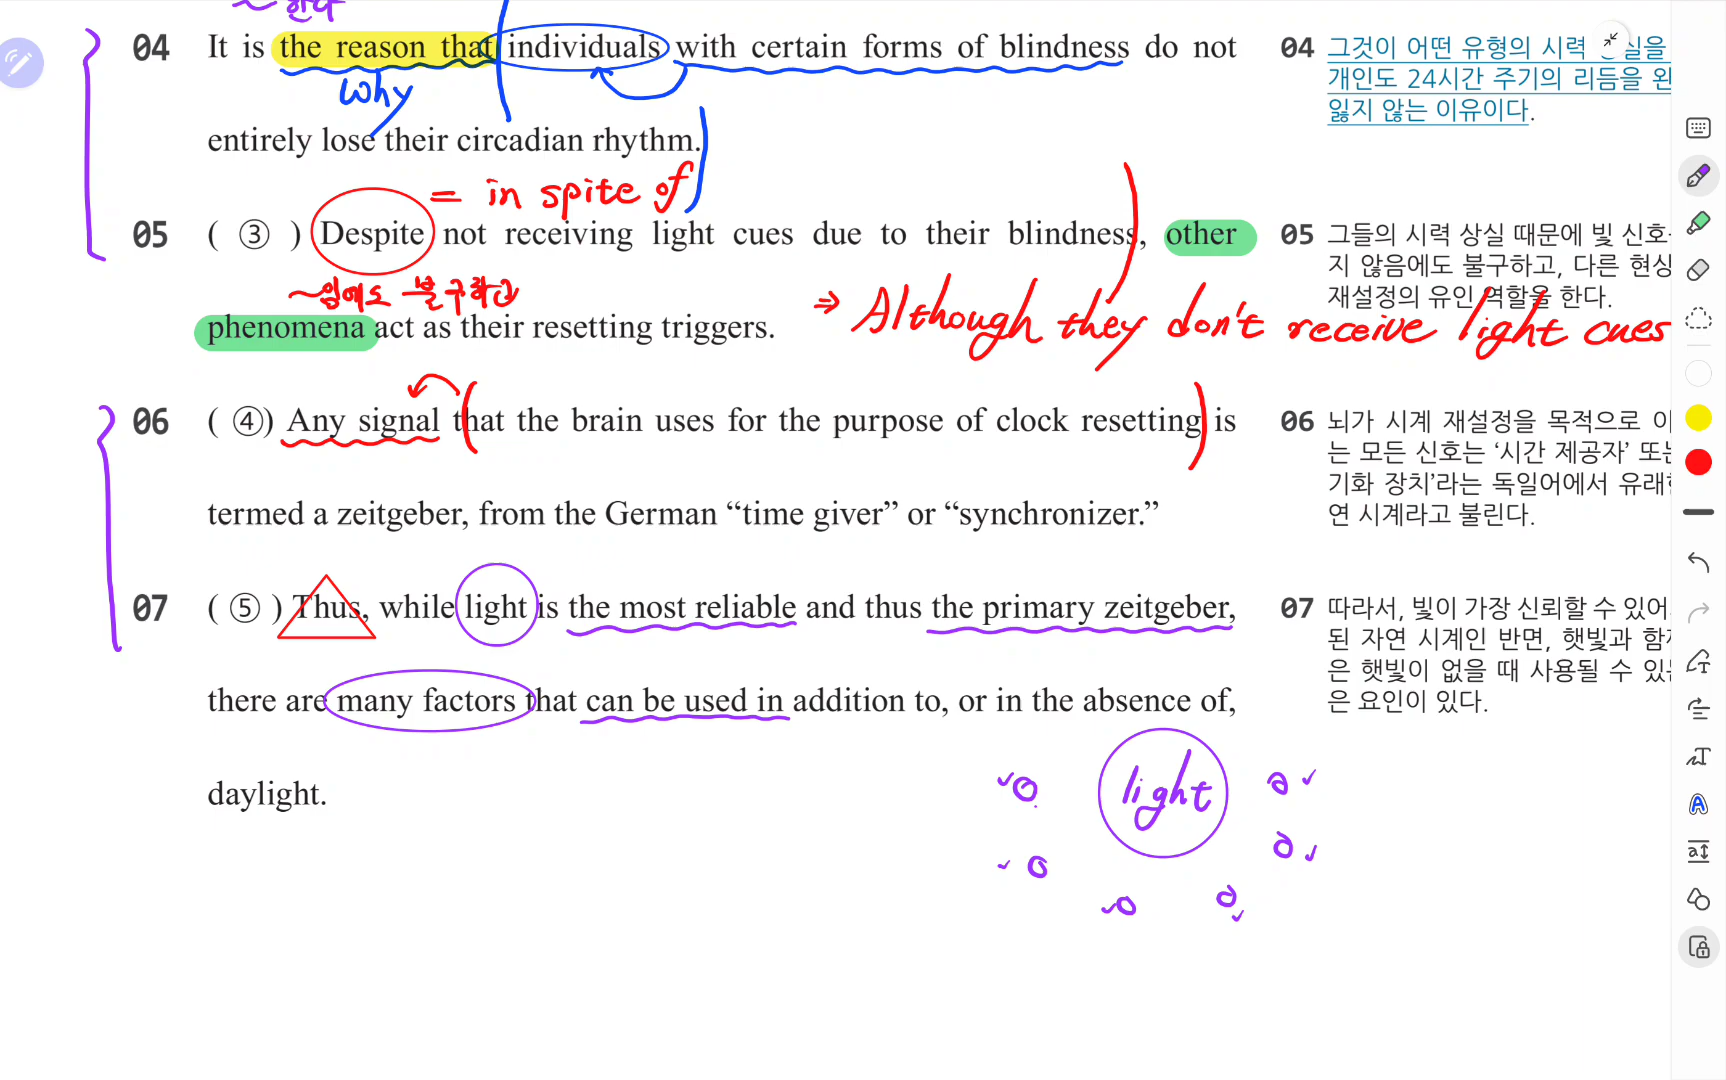 ~한다
04 It is the reason that individuals with certain forms of blindness do not
why
entirely lose their circadian rhythm.
= in spite of
05 ( ③ ) Despite not receiving light cues due to their blindness, other
~임에도 불구하고
phenomena act as their resetting triggers.
⇒ Although they don't receive light cues
06 ( ④ ) Any signal that the brain uses for the purpose of clock resetting is
termed a zeitgeber, from the German “time giver” or “synchronizer.”
07 ( ⑤ ) Thus, while light is the most reliable and thus the primary zeitgeber,
there are many factors that can be used in addition to, or in the absence of,
daylight.
light
04 그것이 어떤 유형의 시력 실을
개인도 24시간 주기의 리듬을 완
잃지 않는 이유이다.
05 그들의 시력 상실 때문에 빛 신호
지 않음에도 불구하고, 다른 현상
재설정의 유인 역할을 한다.
06 뇌가 시계 재설정을 목적으로 이
는 모든 신호는 ‘시간 제공자’ 또는
기화 장치’라는 독일어에서 유래한
연 시계라고 불린다.
07 따라서, 빛이 가장 신뢰할 수 있어
된 자연 시계인 반면, 햇빛과 함께
은 햇빛이 없을 때 사용될 수 있는
은 요인이 있다.